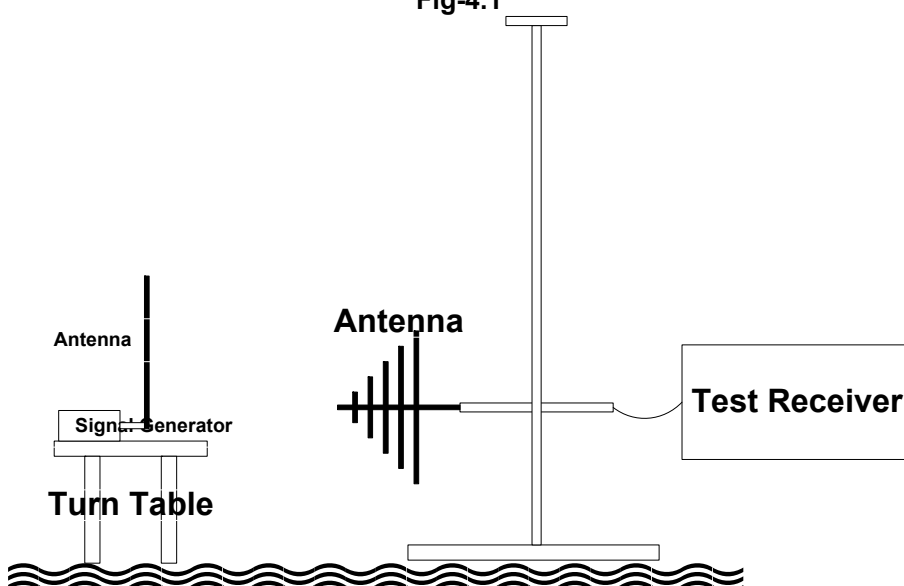 Fig-4.1
Antenna
Antenna
Signal Generator
Test Receiver
Turn Table